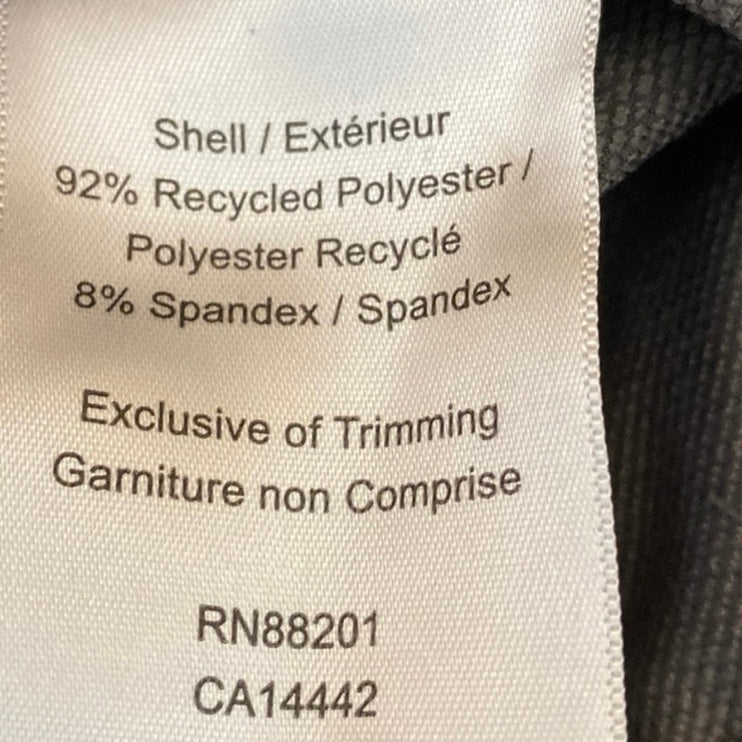 Shell / Extérieur
92% Recycled Polyester /
Polyester Recyclé
8% Spandex / Spandex
Exclusive of Trimming
Garniture non Comprise
RN88201
CA14442